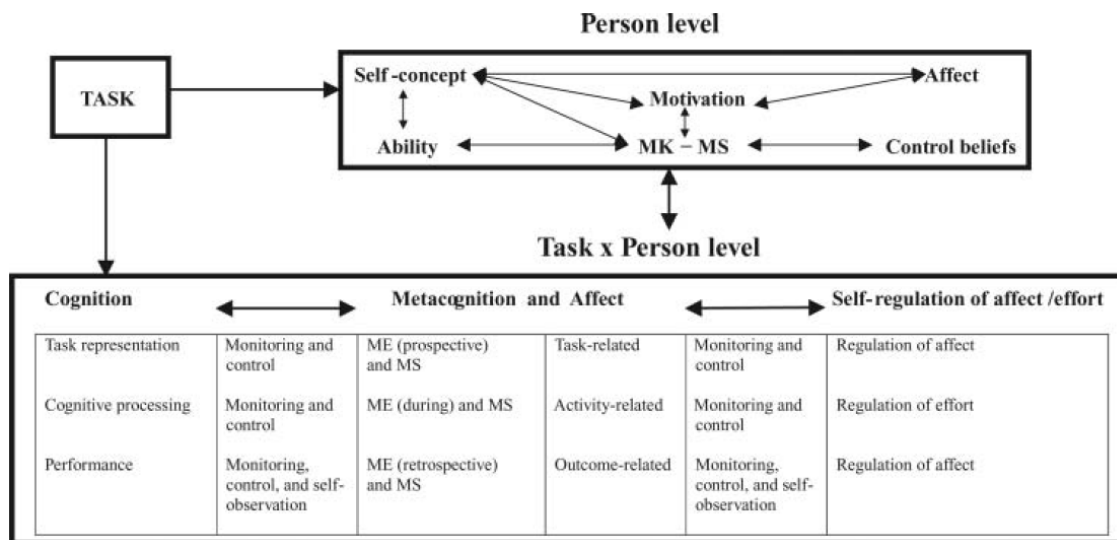 Person level
TASK
Self-concept
Affect
Motivation
Ability
MK – MS
Control beliefs
Task x Person level
Cognition
Metacognition and Affect
Self-regulation of affect /effort
Task representation
Monitoring and
control
ME (prospective)
and MS
Task-related
Monitoring and
control
Regulation of affect
Cognitive processing
Monitoring and
control
ME (during) and MS
Activity-related
Monitoring and
control
Regulation of effort
Performance
Monitoring,
control, and self-
observation
ME (retrospective)
and MS
Outcome-related
Monitoring,
control, and self-
observation
Regulation of affect